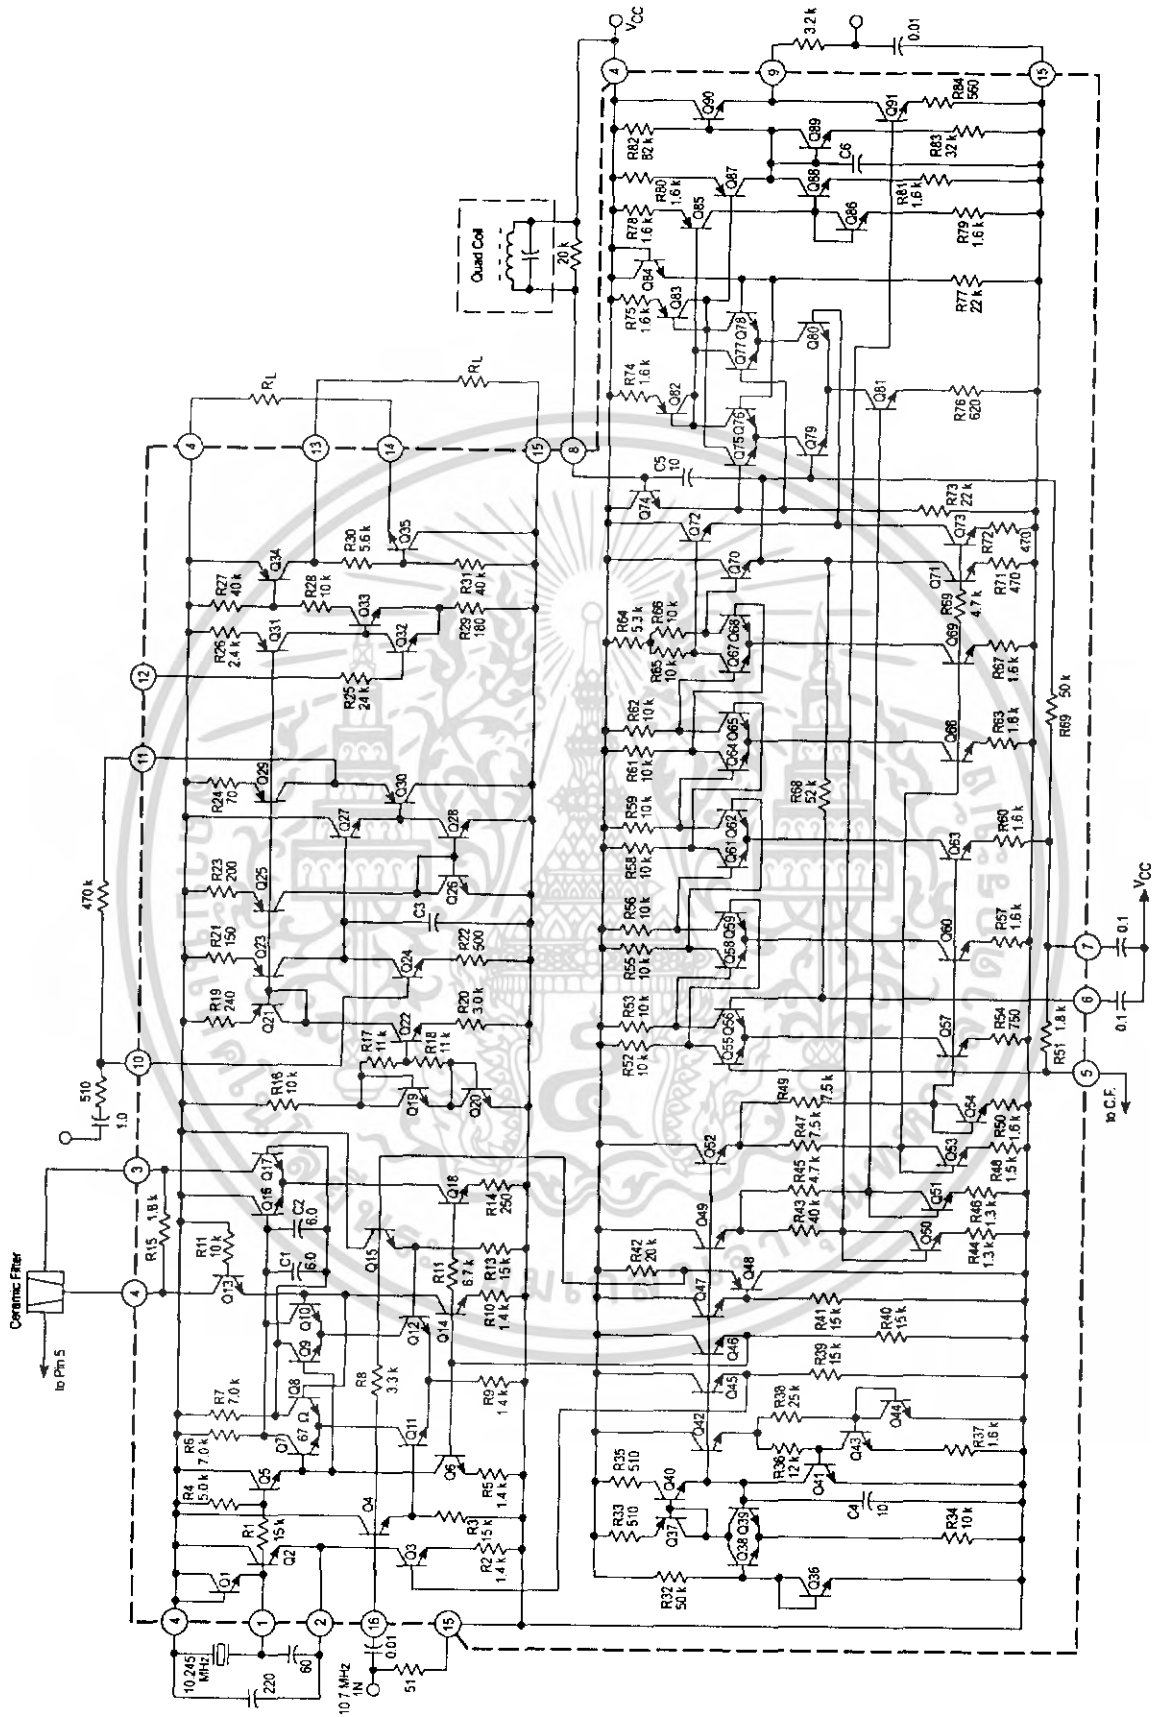 Ceramic Filter
to Pin 5
4
3
R15
1.8 k
510
1.0
470 k
10
11
12
4
R4
5.0 k
R6
7.0 k
R7
7.0 k
R11
10 k
Q1
R1
15 k
Q2
Q5
Q7
Q8
67 Ω
Q9
Q10
Q13
C1
6.0
C2
6.0
Q16
Q17
R16
10 k
R19
240
Q21
R21
150
Q23
R23
200
Q25
R24
70
Q29
R26
2.4 k
Q31
R27
40 k
R28
10 k
Q34
4
RL
10.245
MHz
1
220
60
2
Q3
R2
1.4 k
Q4
R3
15 k
R5
1.4 k
Q6
Q11
R9
1.4 k
R8
3.3 k
Q12
Q14
R10
1.4 k
R11
6.7 k
R13
15 k
Q15
Q18
R14
250
Q19
Q20
R17
11 k
R18
11 k
Q22
R20
3.0 k
Q24
R22
500
C3
Q26
Q27
Q28
Q30
R25
24 k
Q32
Q33
R29
180
R30
5.6 k
R31
40 k
Q35
13
14
RL
15
8
10.7 MHz
1N
16
0.01
51
15
Quad Coil
20 k
VCC
4
R32
50 k
R33
510
Q37
R35
510
Q40
Q38
Q39
Q36
R34
10 k
C4
10
Q41
R36
12 k
R38
25 k
Q42
Q43
Q44
R37
1.6 k
Q45
R39
15 k
Q46
R40
15 k
Q47
R41
15 k
R42
20 k
Q48
Q49
R43
40 k
R45
4.7 k
Q50
R44
1.3 k
Q51
R46
1.3 k
Q52
R47
7.5 k
R49
7.5 k
Q53
R48
1.5 k
Q54
R50
1.6 k
R52
10 k
R53
10 k
Q55
Q56
Q57
R54
750
R51
1.8 k
R55
10 k
R56
10 k
Q58
Q59
Q60
R57
1.6 k
R58
10 k
R59
10 k
Q61
Q62
Q63
R60
1.6 k
R61
10 k
R62
10 k
Q64
Q65
Q66
R63
1.6 k
R64
5.3 k
R65
10 k
R66
10 k
Q67
Q68
Q69
R67
1.6 k
R68
52 k
R69
50 k
Q70
R69
4.7 k
Q71
R71
470
Q72
Q73
R72
470
Q74
C5
10
R73
22 k
Q75
Q76
Q77
Q78
Q79
Q80
Q81
R76
620
R74
1.6 k
Q82
R75
1.6 k
Q83
Q84
R77
22 k
R78
1.6 k
Q85
R80
1.6 k
Q87
Q86
R79
1.6 k
Q88
R81
1.6 k
R82
82 k
Q89
C6
R83
32 k
Q90
Q91
R84
560
9
3.2 k
0.01
15
5
to C.F.
6
0.1
7
0.1
VCC